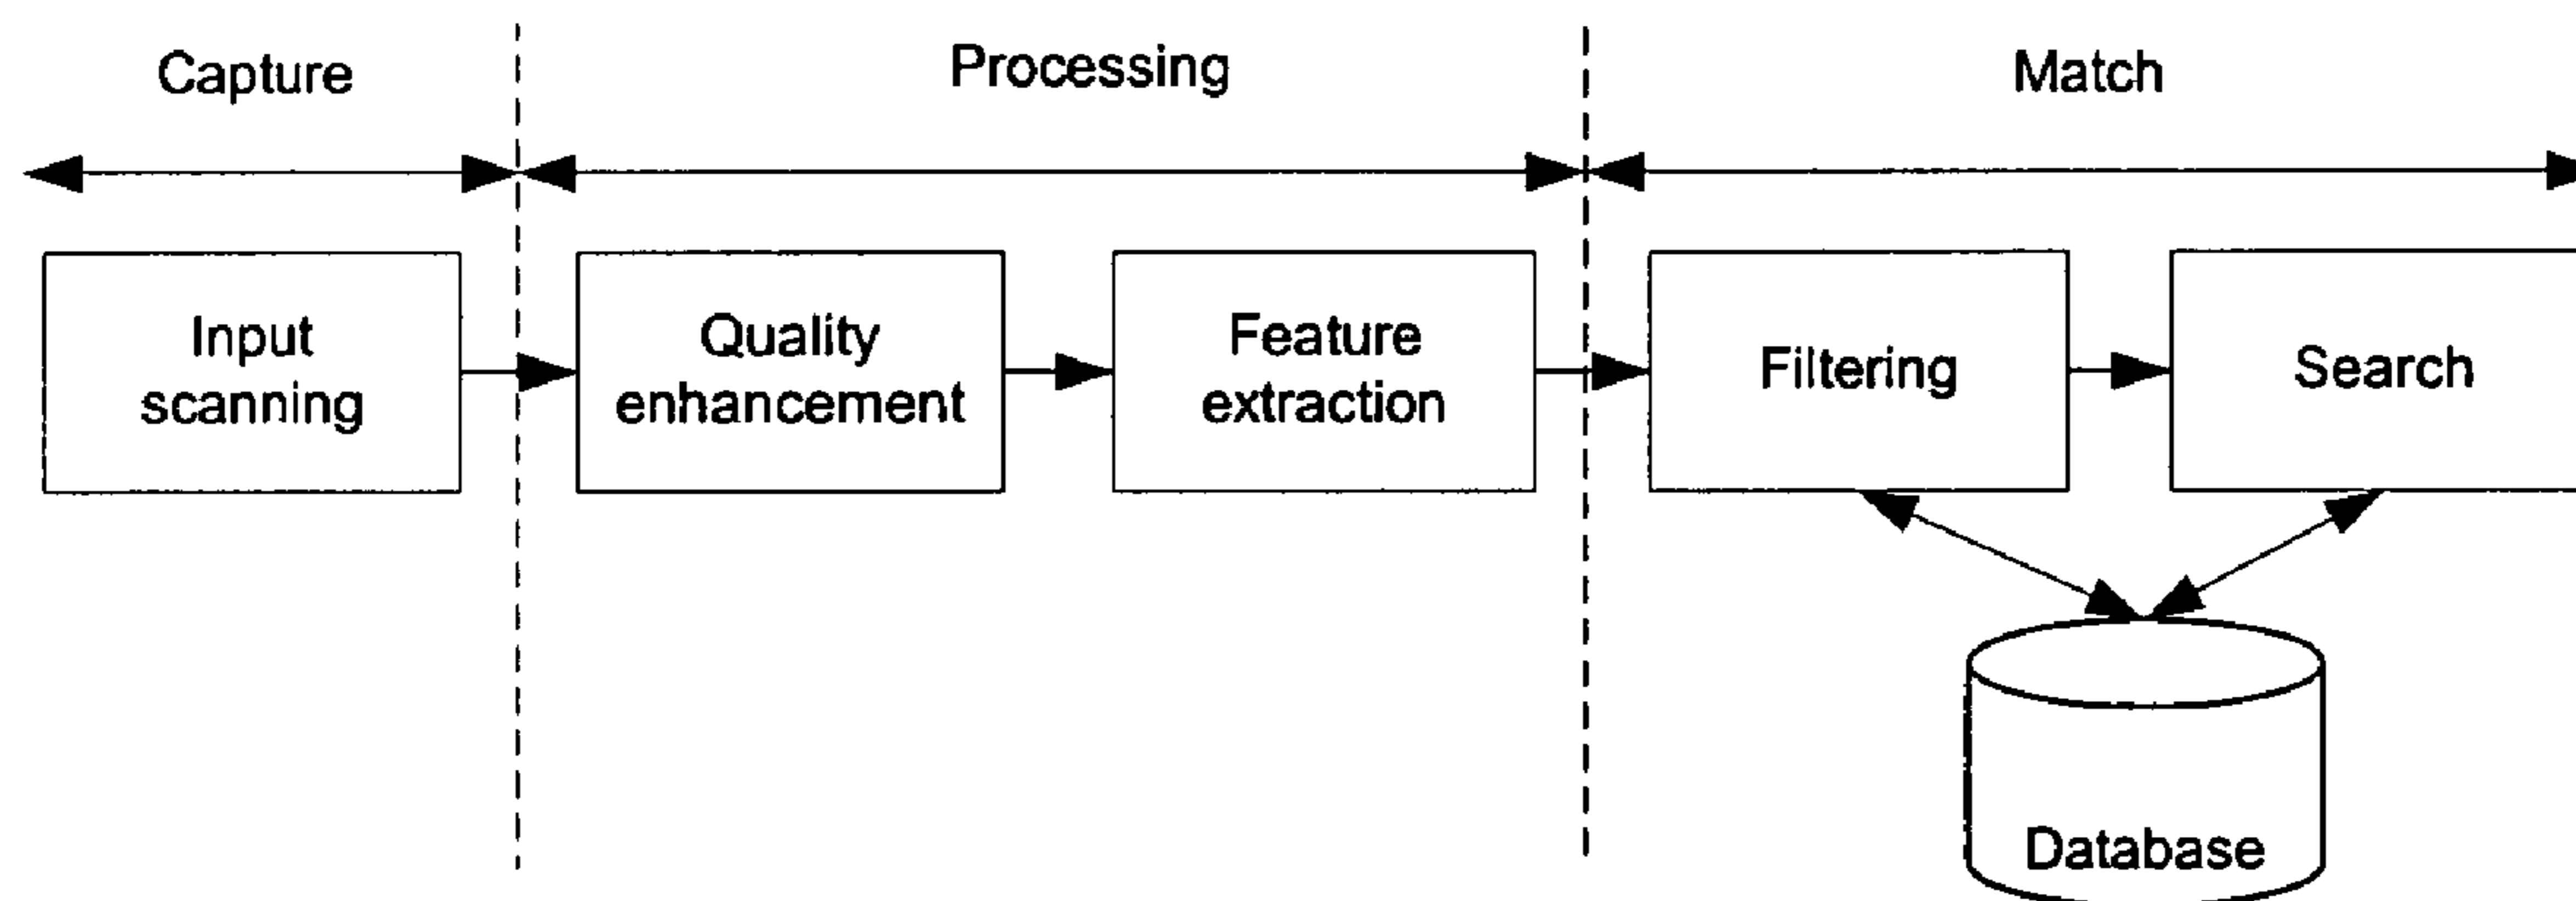 Capture
Processing
Match
Input
scanning
Quality
enhancement
Feature
extraction
Filtering
Search
Database